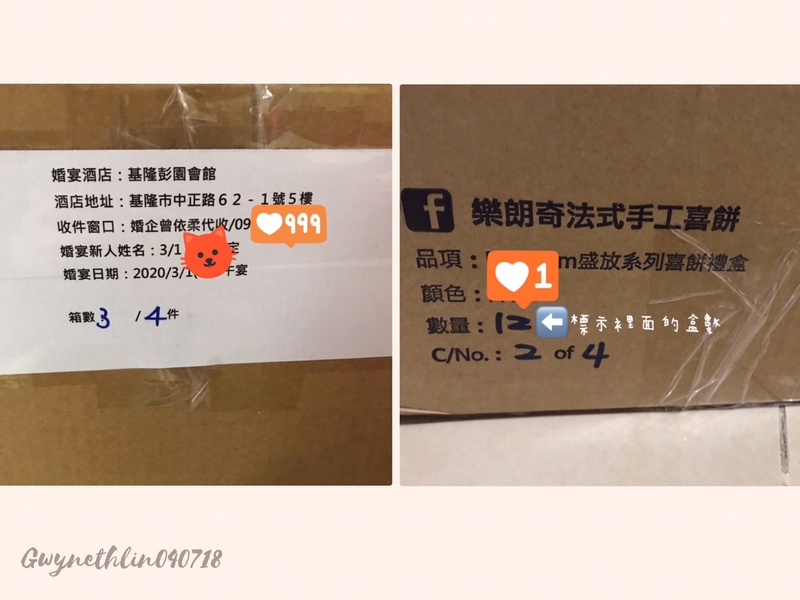 婚宴酒店：基隆彭園會館
酒店地址：基隆市中正路６２-１號５樓
收件窗口：婚企曾依柔代收/09
999
婚宴新人姓名：3/1 定
婚宴日期：2020/3/1 午宴
箱數3 /4件
樂朗奇法式手工喜餅
品項： m盛放系列喜餅禮盒
1
顏色：
數量：12 標示裡面的盒數
C/No.：2 of 4
Gwynethlin040718